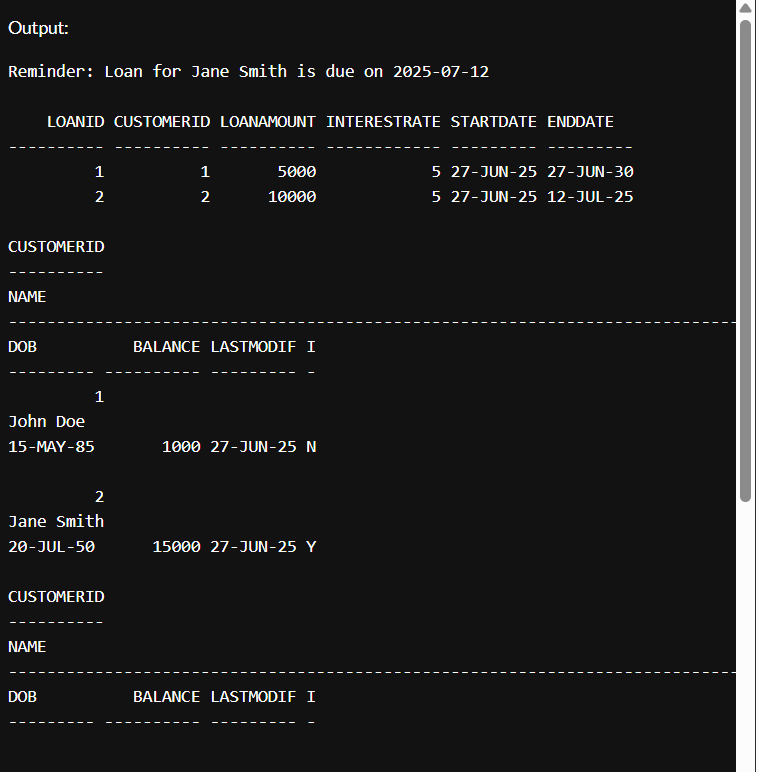 Output:
Reminder: Loan for Jane Smith is due on 2025-07-12
    LOANID CUSTOMERID LOANAMOUNT INTERESTRATE STARTDATE ENDDATE
---------- ---------- ---------- ------------ --------- ---------
         1          1       5000            5 27-JUN-25 27-JUN-30
         2          2      10000            5 27-JUN-25 12-JUL-25
CUSTOMERID
----------
NAME
----------------------------------------------------------------------------
DOB          BALANCE LASTMODIF I
--------- ---------- --------- -
         1
John Doe
15-MAY-85       1000 27-JUN-25 N
         2
Jane Smith
20-JUL-50      15000 27-JUN-25 Y
CUSTOMERID
----------
NAME
----------------------------------------------------------------------------
DOB          BALANCE LASTMODIF I
--------- ---------- --------- -